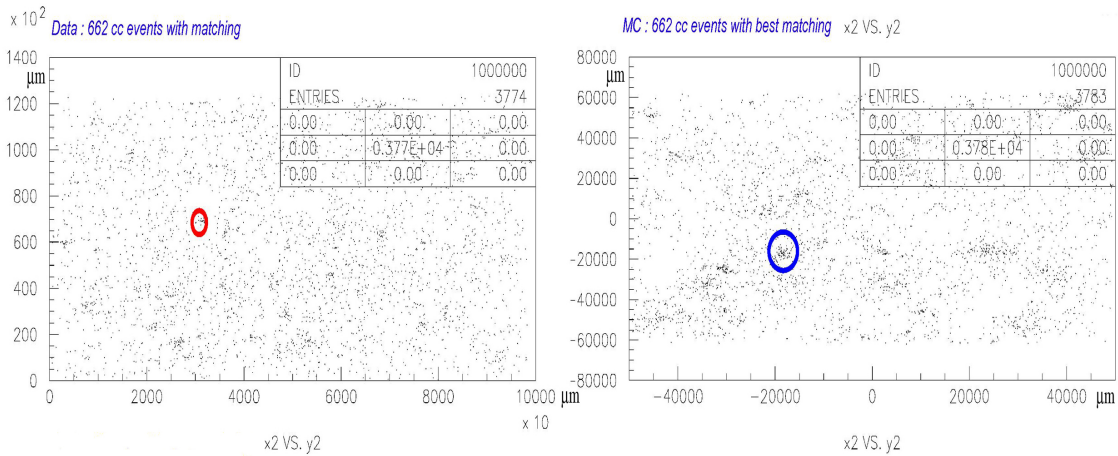 × 10²
Data : 662 cc events with matching
1400
μm
1200
1000
800
600
400
200
0
ID 1000000
ENTRIES 3774
0.00 0.00 0.00
0.00 0.377E+04 0.00
0.00 0.00 0.00
0 2000 4000 6000 8000 10000 μm
× 10
x2 VS. y2
MC : 662 cc events with best matching x2 VS. y2
80000
μm
60000
40000
20000
0
-20000
-40000
-60000
-80000
ID 1000000
ENTRIES 3783
0.00 0.00 0.00
0.00 0.378E+04 0.00
0.00 0.00 0.00
-40000 -20000 0 20000 40000 μm
x2 VS. y2